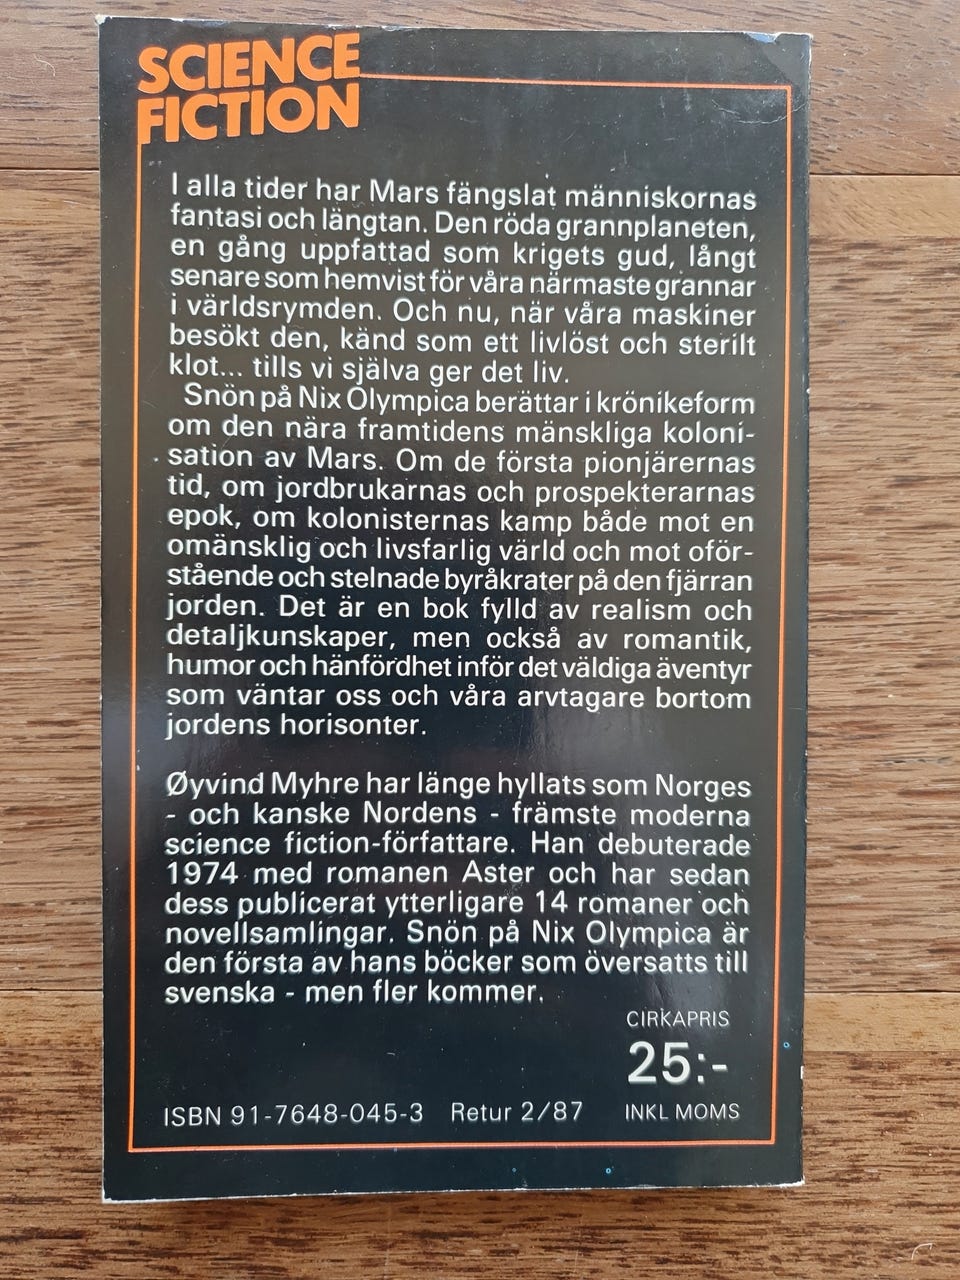 SCIENCE
FICTION
I alla tider har Mars fängslat människornas
fantasi och längtan. Den röda grannplaneten,
en gång uppfattad som krigets gud, långt
senare som hemvist för våra närmaste grannar
i världsrymden. Och nu, när våra maskiner
besökt den, känd som ett livlöst och sterilt
klot... tills vi själva ger det liv.
Snön på Nix Olympica berättar i krönikeform
om den nära framtidens mänskliga koloni-
sation av Mars. Om de första pionjärernas
tid, om jordbrukarnas och prospekterarnas
epok, om kolonisternas kamp både mot en
omänsklig och livsfarlig värld och mot oför-
stående och stelnade byråkrater på den fjärran
jorden. Det är en bok fylld av realism och
detaljkunskaper, men också av romantik,
humor och hänfördhet inför det väldiga äventyr
som väntar oss och våra arvtagare bortom
jordens horisonter.
Øyvind Myhre har länge hyllats som Norges
- och kanske Nordens - främste moderna
science fiction-författare. Han debuterade
1974 med romanen Aster och har sedan
dess publicerat ytterligare 14 romaner och
novellsamlingar. Snön på Nix Olympica är
den första av hans böcker som översatts till
svenska - men fler kommer.
CIRKAPRIS
25:-
ISBN 91-7648-045-3 Retur 2/87 INKL MOMS